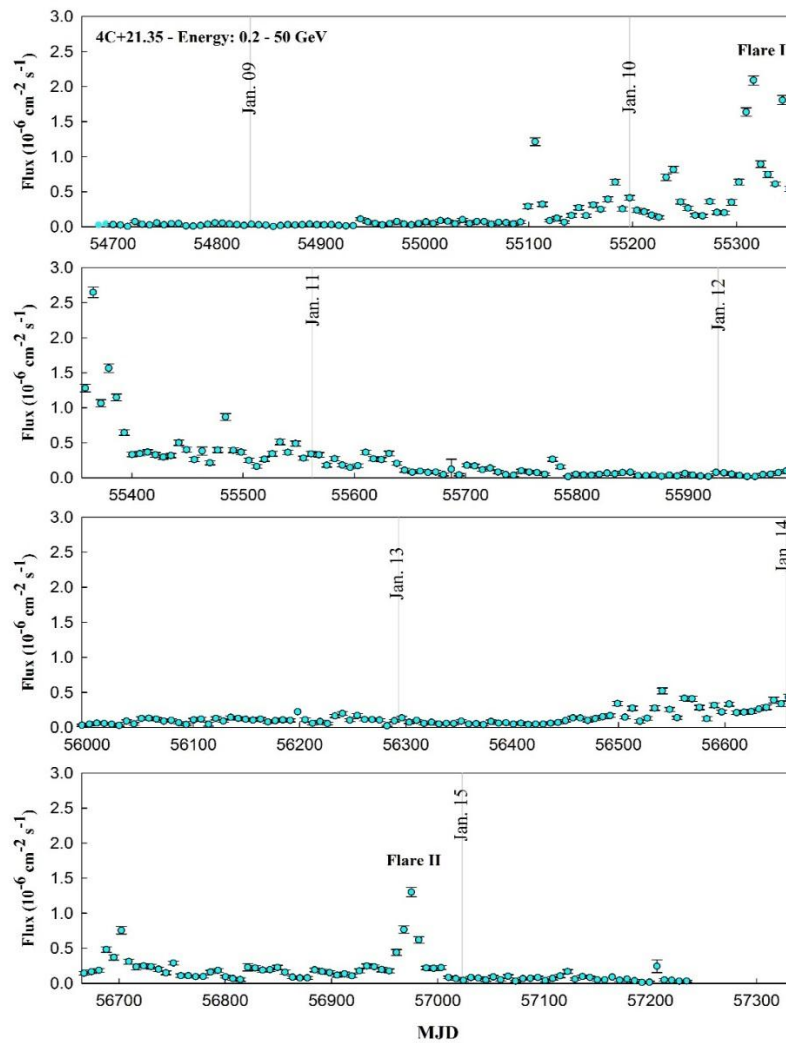 4C+21.35 - Energy: 0.2 - 50 GeV
Flare I
Jan. 09
Jan. 10
Flux (10⁻⁶ cm⁻² s⁻¹)
3.0
2.5
2.0
1.5
1.0
0.5
0.0
54700 54800 54900 55000 55100 55200 55300
Jan. 11
Jan. 12
Flux (10⁻⁶ cm⁻² s⁻¹)
3.0
2.5
2.0
1.5
1.0
0.5
0.0
55400 55500 55600 55700 55800 55900
Jan. 13
Jan. 14
Flux (10⁻⁶ cm⁻² s⁻¹)
3.0
2.5
2.0
1.5
1.0
0.5
0.0
56000 56100 56200 56300 56400 56500 56600
Jan. 15
Flare II
Flux (10⁻⁶ cm⁻² s⁻¹)
3.0
2.5
2.0
1.5
1.0
0.5
0.0
56700 56800 56900 57000 57100 57200 57300
MJD